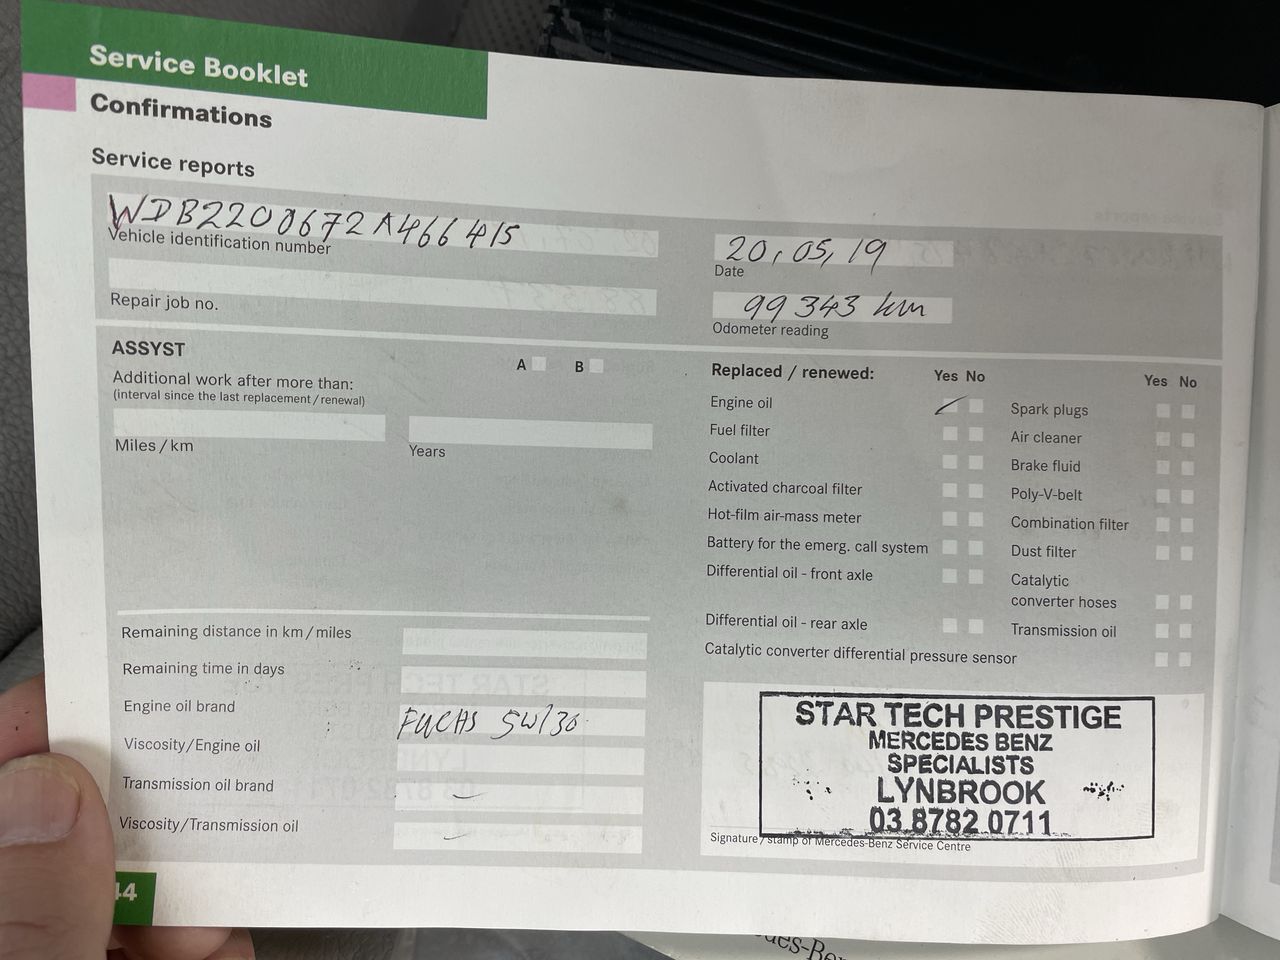 Service Booklet
Confirmations
Service reports
WDB2200672A466415
Vehicle identification number
20,05,19
Date
Repair job no.
99 343 km
Odometer reading
ASSYST
A B
Additional work after more than:
(interval since the last replacement / renewal)
Miles / km
Years
Replaced / renewed: Yes No Yes No
Engine oil
Spark plugs
Fuel filter
Air cleaner
Coolant
Brake fluid
Activated charcoal filter
Poly-V-belt
Hot-film air-mass meter
Combination filter
Battery for the emerg. call system
Dust filter
Differential oil - front axle
Catalytic
converter hoses
Differential oil - rear axle
Transmission oil
Catalytic converter differential pressure sensor
Remaining distance in km / miles
Remaining time in days
Engine oil brand
FUCHS 5W/30
Viscosity/Engine oil
Transmission oil brand
Viscosity/Transmission oil
STAR TECH PRESTIGE
MERCEDES BENZ
SPECIALISTS
LYNBROOK
03 8782 0711
Signature / stamp of Mercedes-Benz Service Centre
44